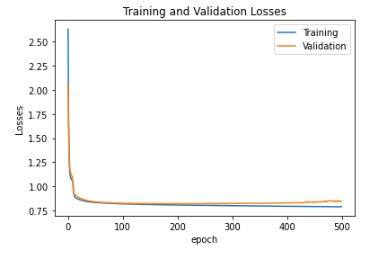 Training and Validation Losses
Training
Validation
2.50
2.25
2.00
1.75
1.50
1.25
1.00
0.75
Losses
0 100 200 300 400 500
epoch